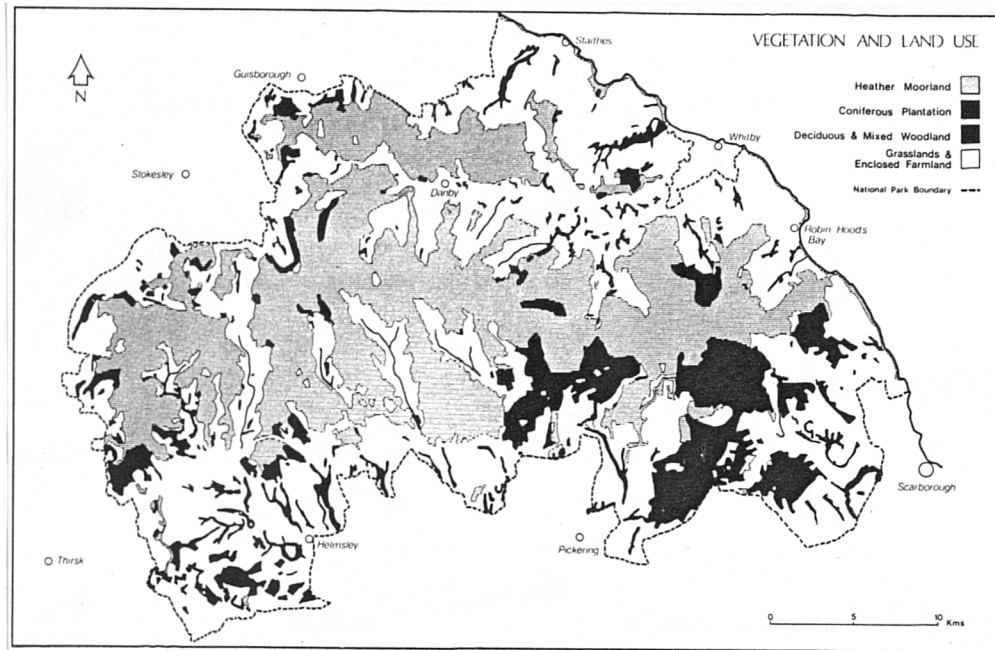 VEGETATION AND LAND USE
Heather Moorland
Coniferous Plantation
Deciduous & Mixed Woodland
Grasslands &
Enclosed Farmland
National Park Boundary
N
Staithes
Guisborough
Whitby
Stokesley
Danby
Robin Hoods
Bay
Scarborough
Helmsley
Pickering
Thirsk
0 5 10 Kms